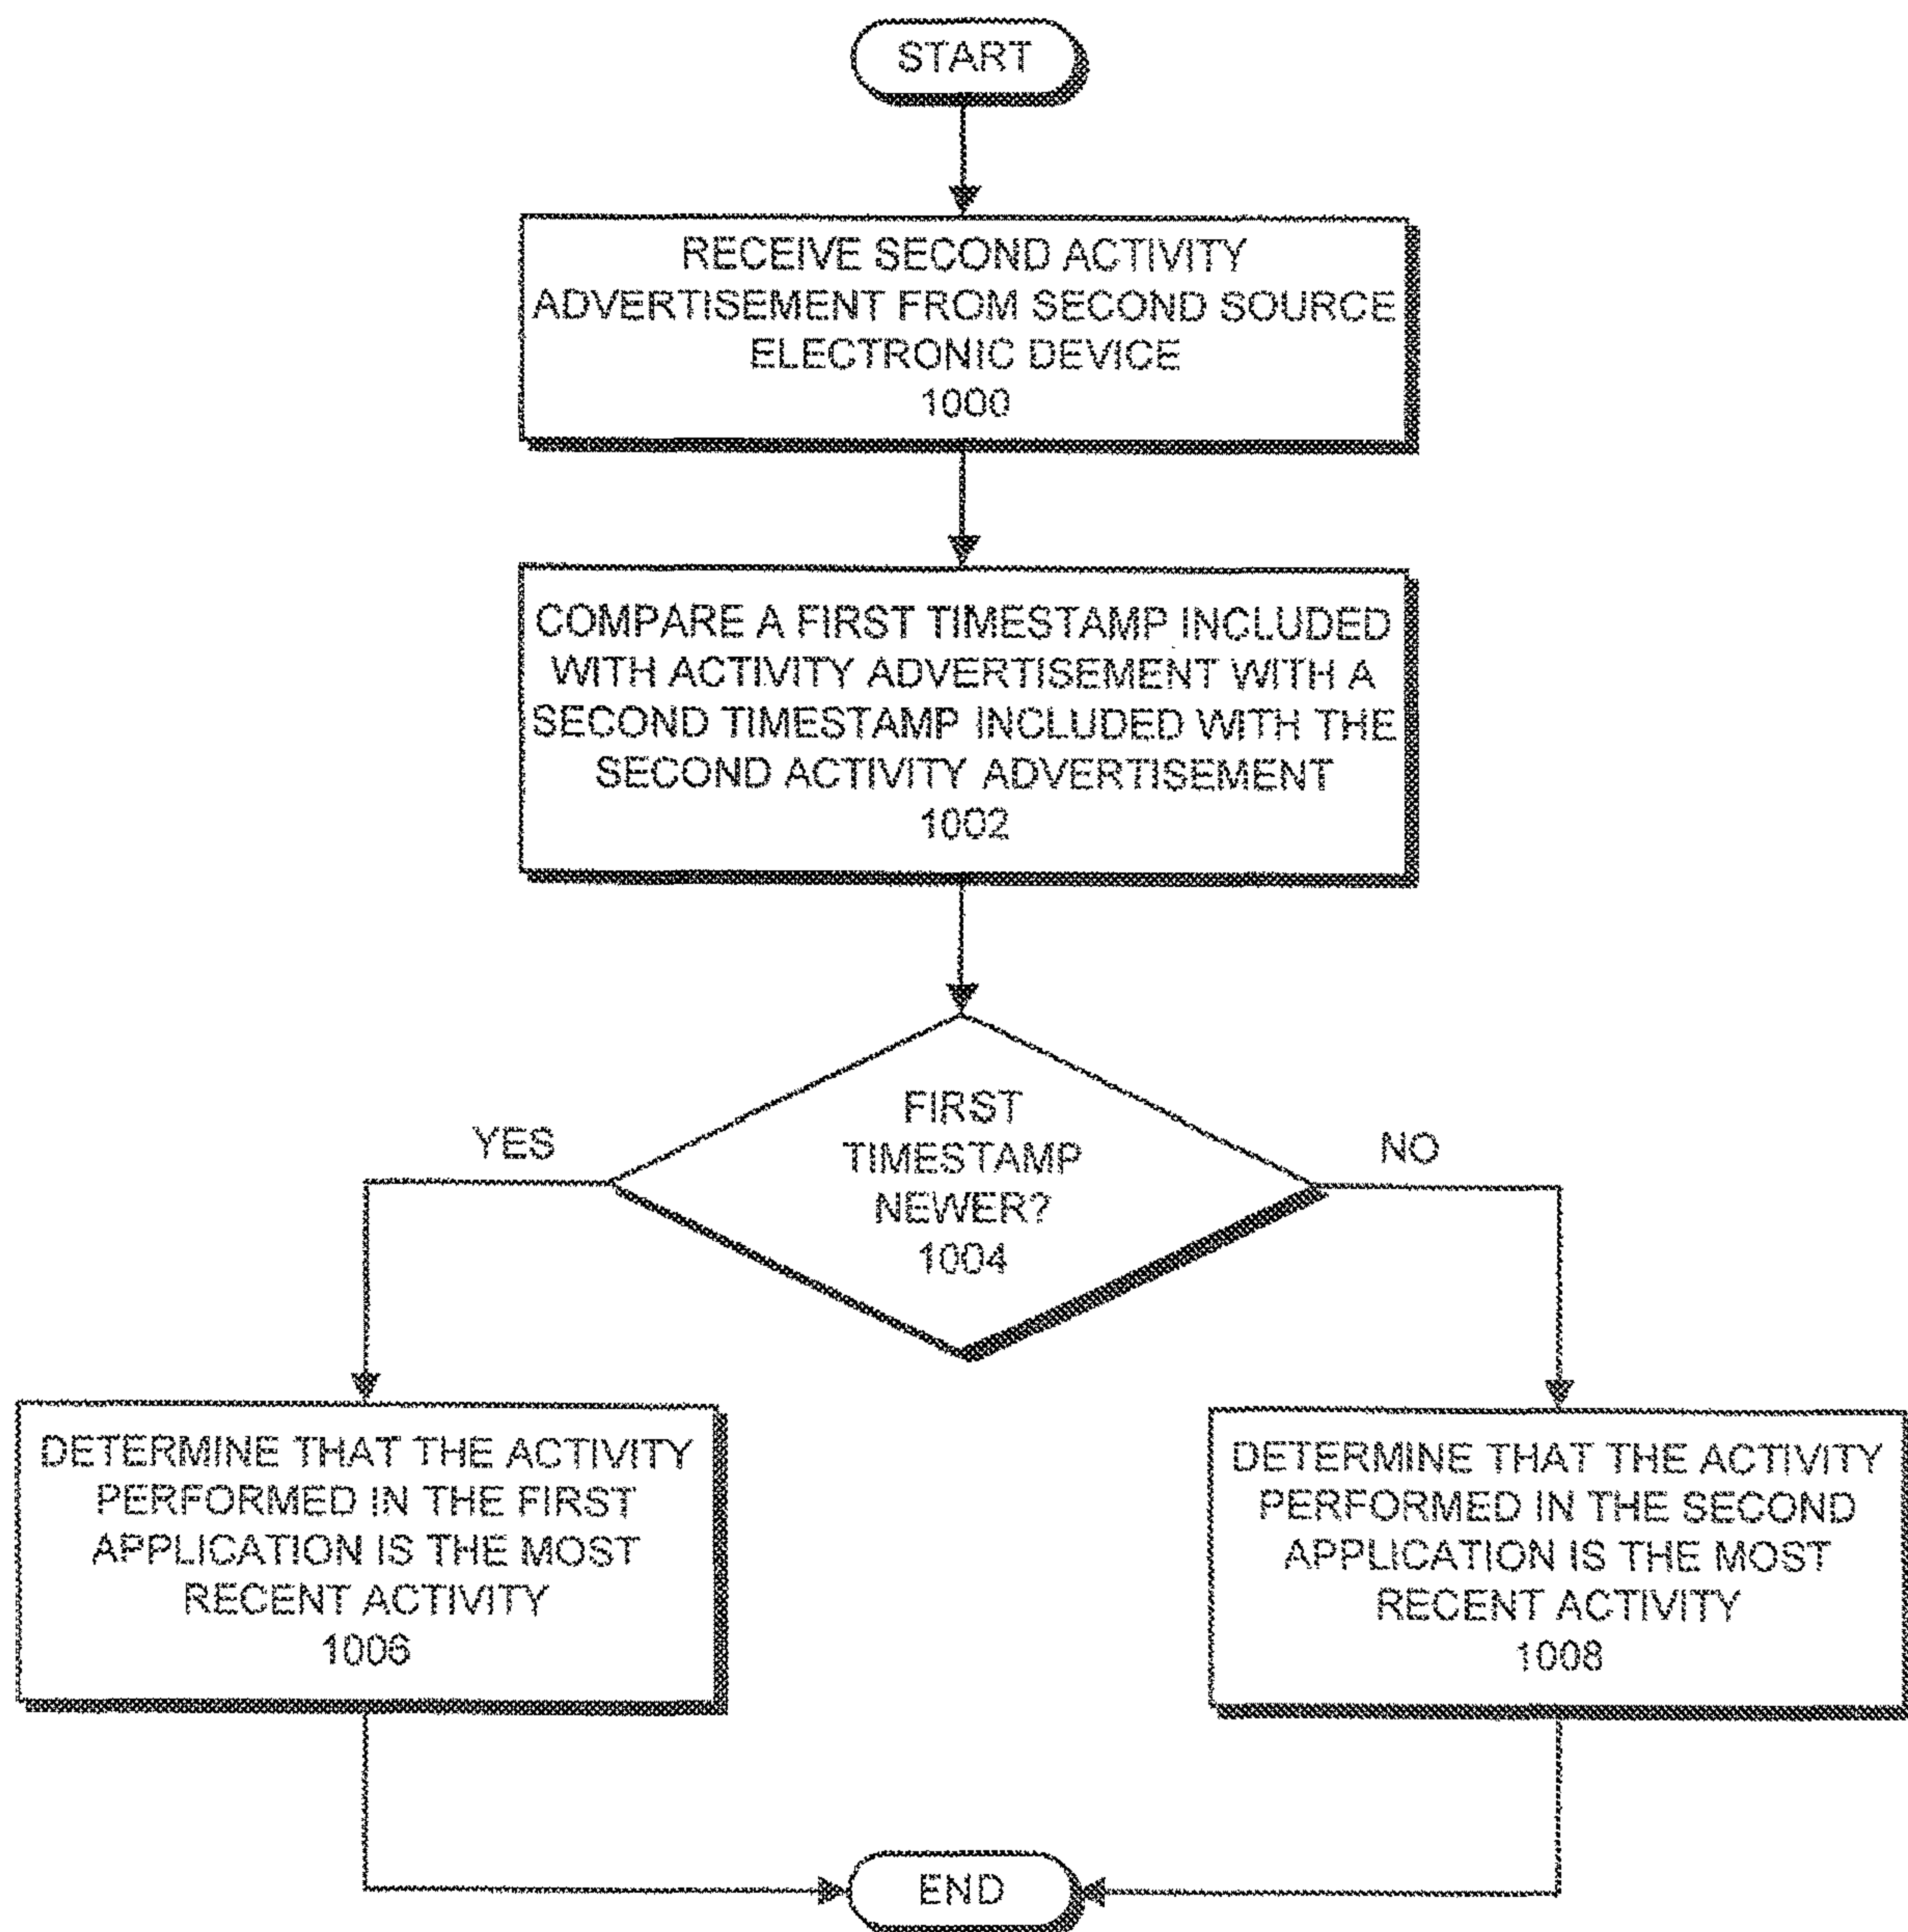 START
RECEIVE SECOND ACTIVITY
ADVERTISEMENT FROM SECOND SOURCE
ELECTRONIC DEVICE
1000
COMPARE A FIRST TIMESTAMP INCLUDED
WITH ACTIVITY ADVERTISEMENT WITH A
SECOND TIMESTAMP INCLUDED WITH THE
SECOND ACTIVITY ADVERTISEMENT
1002
FIRST
TIMESTAMP
NEWER?
1004
YES
NO
DETERMINE THAT THE ACTIVITY
PERFORMED IN THE FIRST
APPLICATION IS THE MOST
RECENT ACTIVITY
1006
DETERMINE THAT THE ACTIVITY
PERFORMED IN THE SECOND
APPLICATION IS THE MOST
RECENT ACTIVITY
1008
END